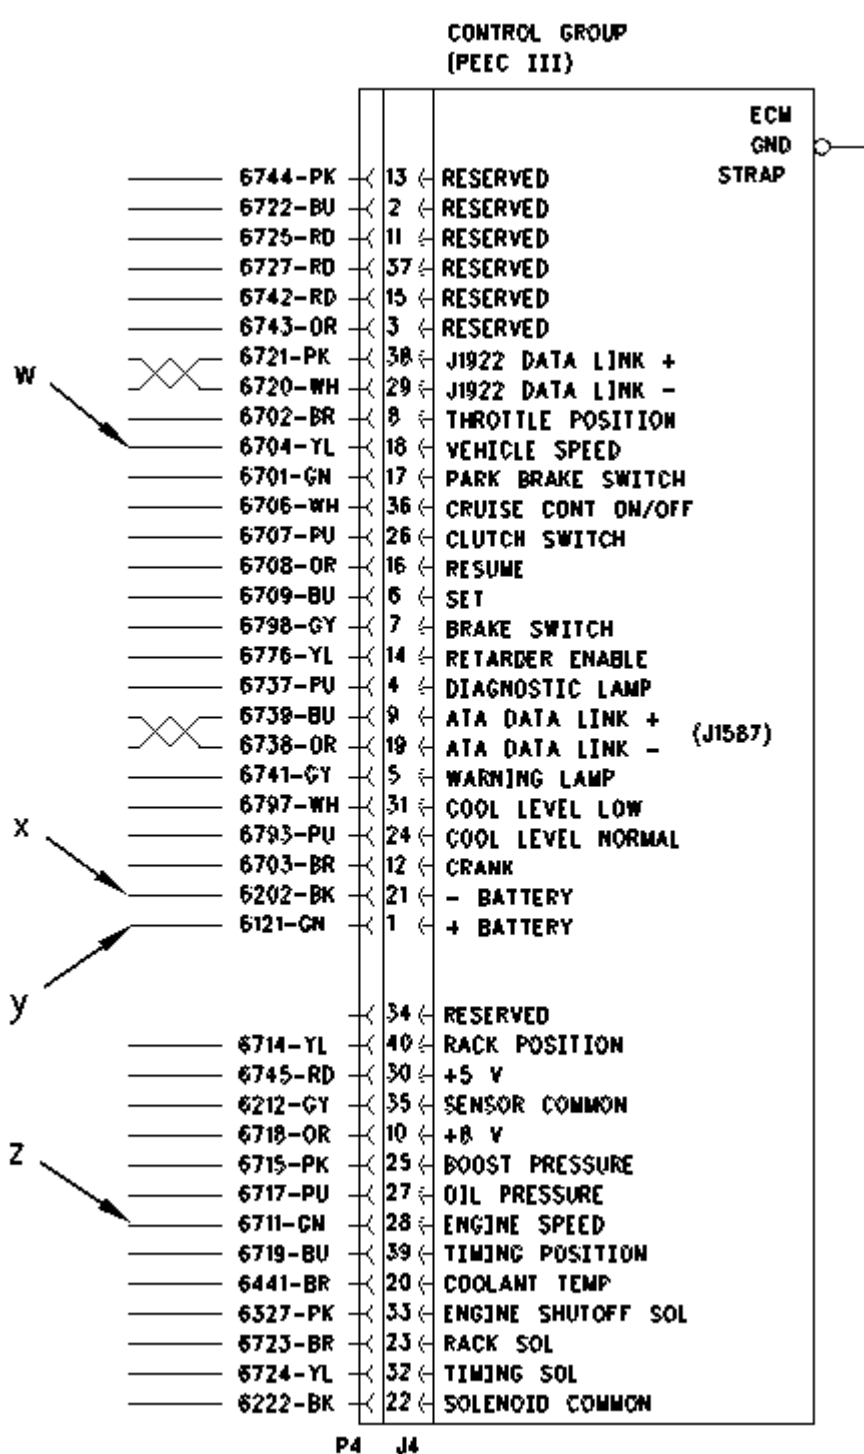 CONTROL GROUP
(PEEC III)
ECM
GND
STRAP
6744-PK 13 RESERVED
6722-BU 2 RESERVED
6725-RD 11 RESERVED
6727-RD 37 RESERVED
6742-RD 15 RESERVED
6743-OR 3 RESERVED
6721-PK 38 J1922 DATA LINK +
W
6720-WH 29 J1922 DATA LINK -
6702-BR 8 THROTTLE POSITION
6704-YL 18 VEHICLE SPEED
6701-GN 17 PARK BRAKE SWITCH
6706-WH 36 CRUISE CONT ON/OFF
6707-PU 26 CLUTCH SWITCH
6708-OR 16 RESUME
6709-BU 6 SET
6798-GY 7 BRAKE SWITCH
6776-YL 14 RETARDER ENABLE
6737-PU 4 DIAGNOSTIC LAMP
6739-BU 9 ATA DATA LINK +
(J1587)
6738-OR 19 ATA DATA LINK -
6741-GY 5 WARNING LAMP
6797-WH 31 COOL LEVEL LOW
X
6793-PU 24 COOL LEVEL NORMAL
6703-BR 12 CRANK
6202-BK 21 - BATTERY
6121-GN 1 + BATTERY
y
34 RESERVED
6714-YL 40 RACK POSITION
6745-RD 30 +5 V
6212-GY 35 SENSOR COMMON
6718-OR 10 +8 V
Z
6715-PK 25 BOOST PRESSURE
6717-PU 27 OIL PRESSURE
6711-GN 28 ENGINE SPEED
6719-BU 39 TIMING POSITION
6441-BR 20 COOLANT TEMP
6327-PK 33 ENGINE SHUTOFF SOL
6723-BR 23 RACK SOL
6724-YL 32 TIMING SOL
6222-BK 22 SOLENOID COMMON
P4 J4